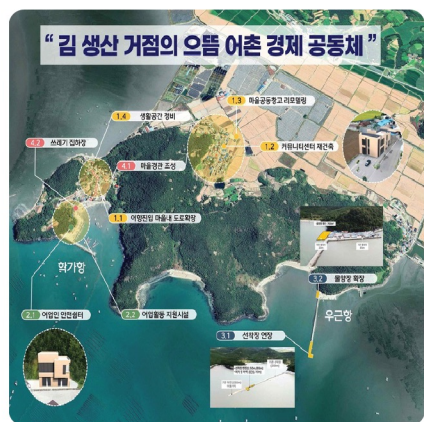 “ 김 생산 거점의 으뜸 어촌 경제 공동체 ”
1.3 마을공동창고 리모델링
1.4 생활공간 정비
4.2 쓰레기 집하장
1.2 커뮤니티센터 재건축
4.1 마을경관 조성
1.1 어항진입 마을내 도로확장
학가항
3.2 물양장 확장
2.1 어업인 안전쉼터
2.2 어업활동 지원시설
우근항
3.1 선착장 연장